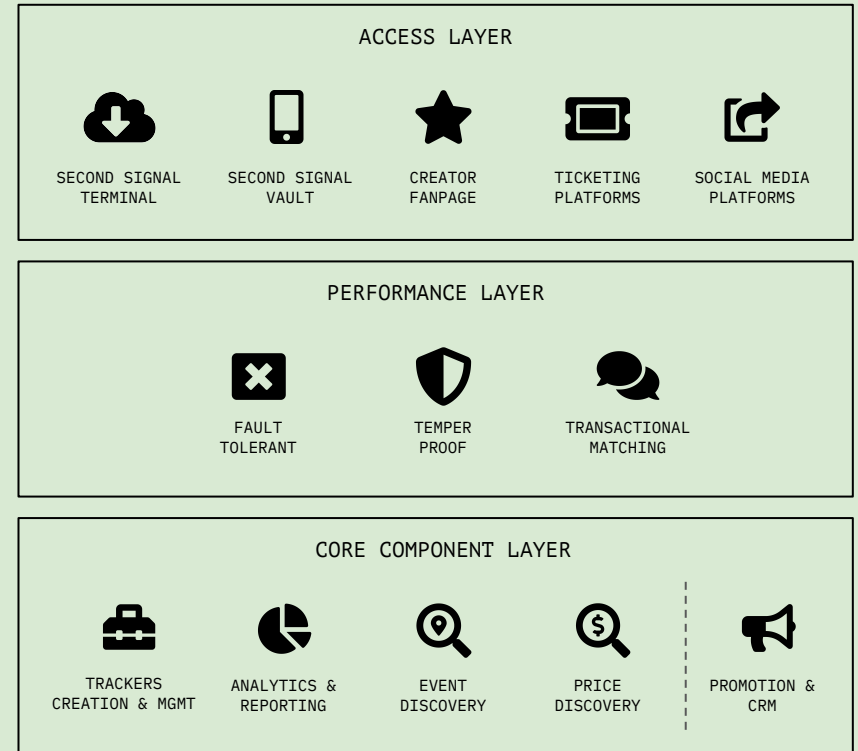 ACCESS LAYER
SECOND SIGNAL
TERMINAL
SECOND SIGNAL
VAULT
CREATOR
FANPAGE
TICKETING
PLATFORMS
SOCIAL MEDIA
PLATFORMS
PERFORMANCE LAYER
FAULT
TOLERANT
TEMPER
PROOF
TRANSACTIONAL
MATCHING
CORE COMPONENT LAYER
TRACKERS
CREATION & MGMT
ANALYTICS &
REPORTING
EVENT
DISCOVERY
$
PRICE
DISCOVERY
PROMOTION &
CRM